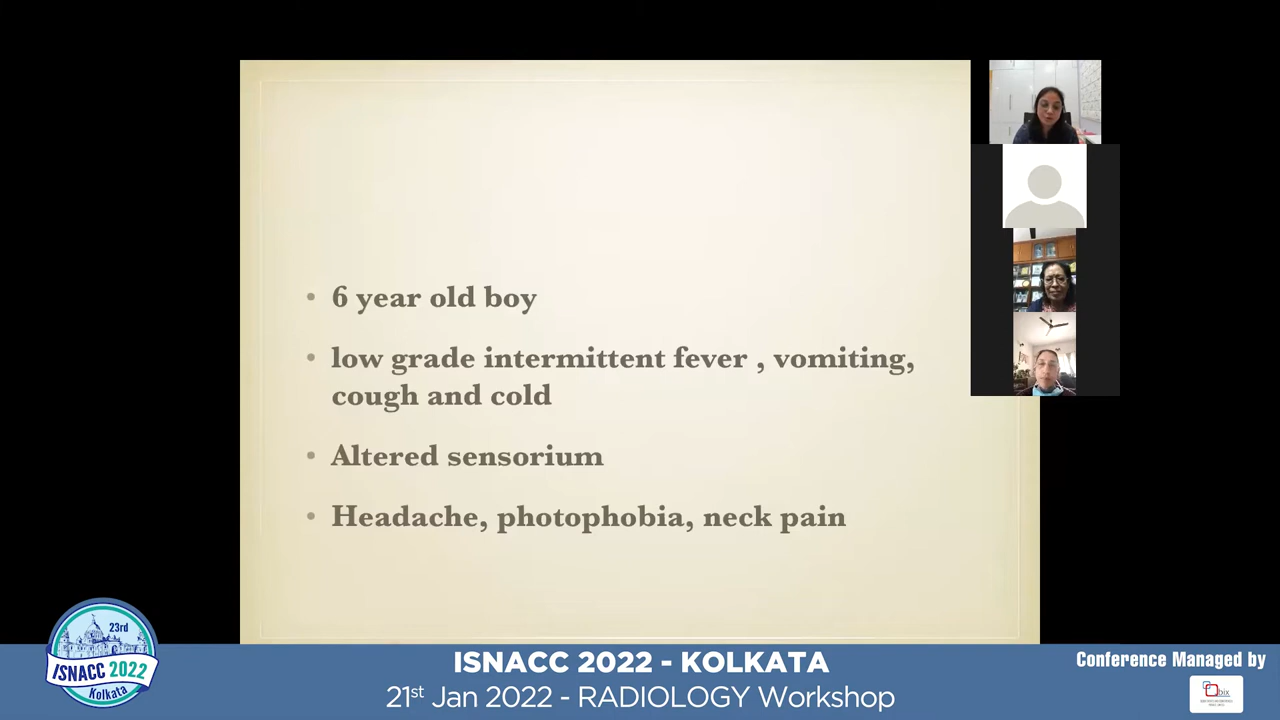 • 6 year old boy
• low grade intermittent fever , vomiting,
cough and cold
• Altered sensorium
• Headache, photophobia, neck pain
23rd
ISNACC 2022
Kolkata
ISNACC 2022 - KOLKATA
21st Jan 2022 - RADIOLOGY Workshop
Conference Managed by